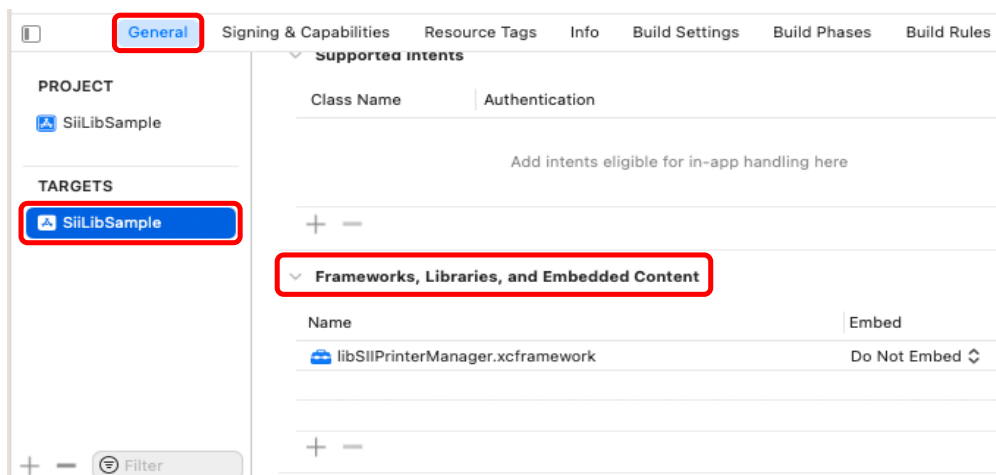 General Signing & Capabilities Resource Tags Info Build Settings Build Phases Build Rules
PROJECT
SiiLibSample
TARGETS
SiiLibSample
Filter
Supported Intents
Class Name Authentication
Add intents eligible for in-app handling here
Frameworks, Libraries, and Embedded Content
Name Embed
libSIIPrinterManager.xcframework Do Not Embed